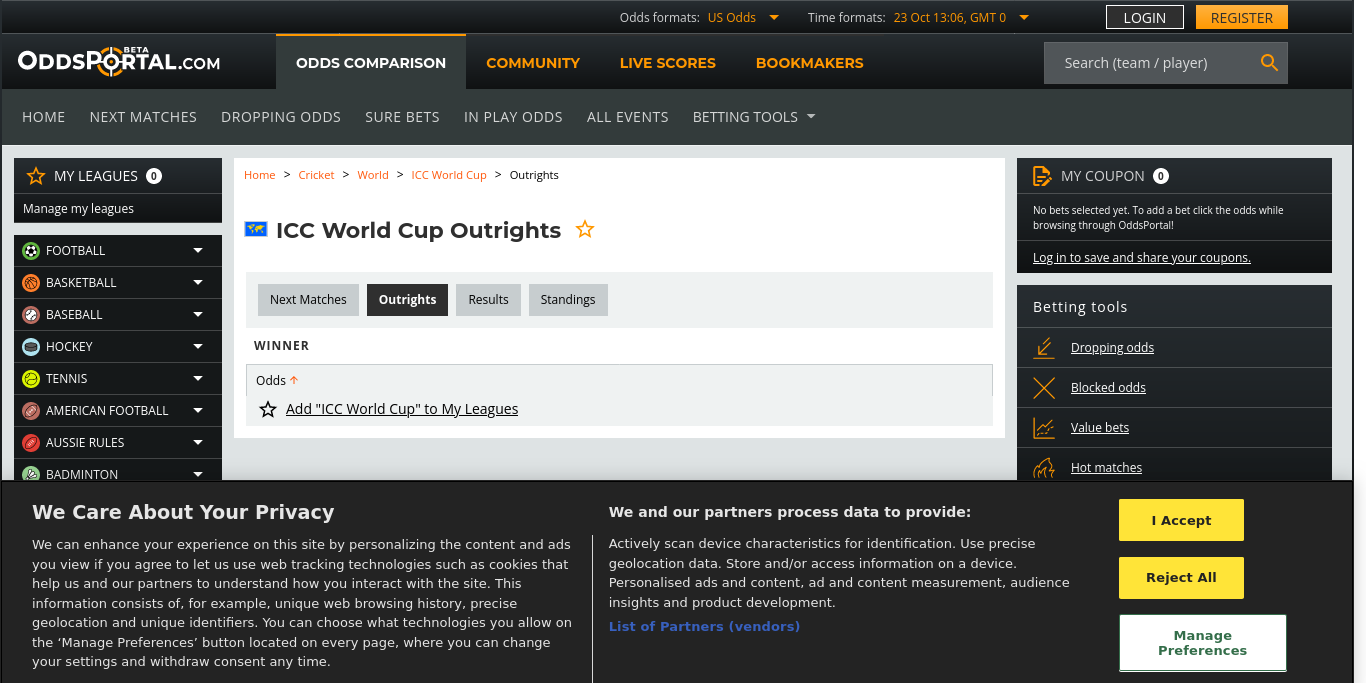 Odds formats: US Odds Time formats: 23 Oct 13:06, GMT 0 LOGIN REGISTER
ODDSPORTAL.COM BETA
ODDS COMPARISON COMMUNITY LIVE SCORES BOOKMAKERS
Search (team / player)
HOME NEXT MATCHES DROPPING ODDS SURE BETS IN PLAY ODDS ALL EVENTS BETTING TOOLS
MY LEAGUES 0
Manage my leagues
FOOTBALL
BASKETBALL
BASEBALL
HOCKEY
TENNIS
AMERICAN FOOTBALL
AUSSIE RULES
BADMINTON
Home > Cricket > World > ICC World Cup > Outrights
ICC World Cup Outrights
Next Matches Outrights Results Standings
WINNER
Odds
Add "ICC World Cup" to My Leagues
MY COUPON 0
No bets selected yet. To add a bet click the odds while
browsing through OddsPortal!
Log in to save and share your coupons.
Betting tools
Dropping odds
Blocked odds
Value bets
Hot matches
We Care About Your Privacy
We can enhance your experience on this site by personalizing the content and ads
you view if you agree to let us use web tracking technologies such as cookies that
help us and our partners to understand how you interact with the site. This
information consists of, for example, unique web browsing history, precise
geolocation and unique identifiers. You can choose what technologies you allow on
the ‘Manage Preferences’ button located on every page, where you can change
your settings and withdraw consent any time.
We and our partners process data to provide:
Actively scan device characteristics for identification. Use precise
geolocation data. Store and/or access information on a device.
Personalised ads and content, ad and content measurement, audience
insights and product development.
List of Partners (vendors)
I Accept
Reject All
Manage
Preferences